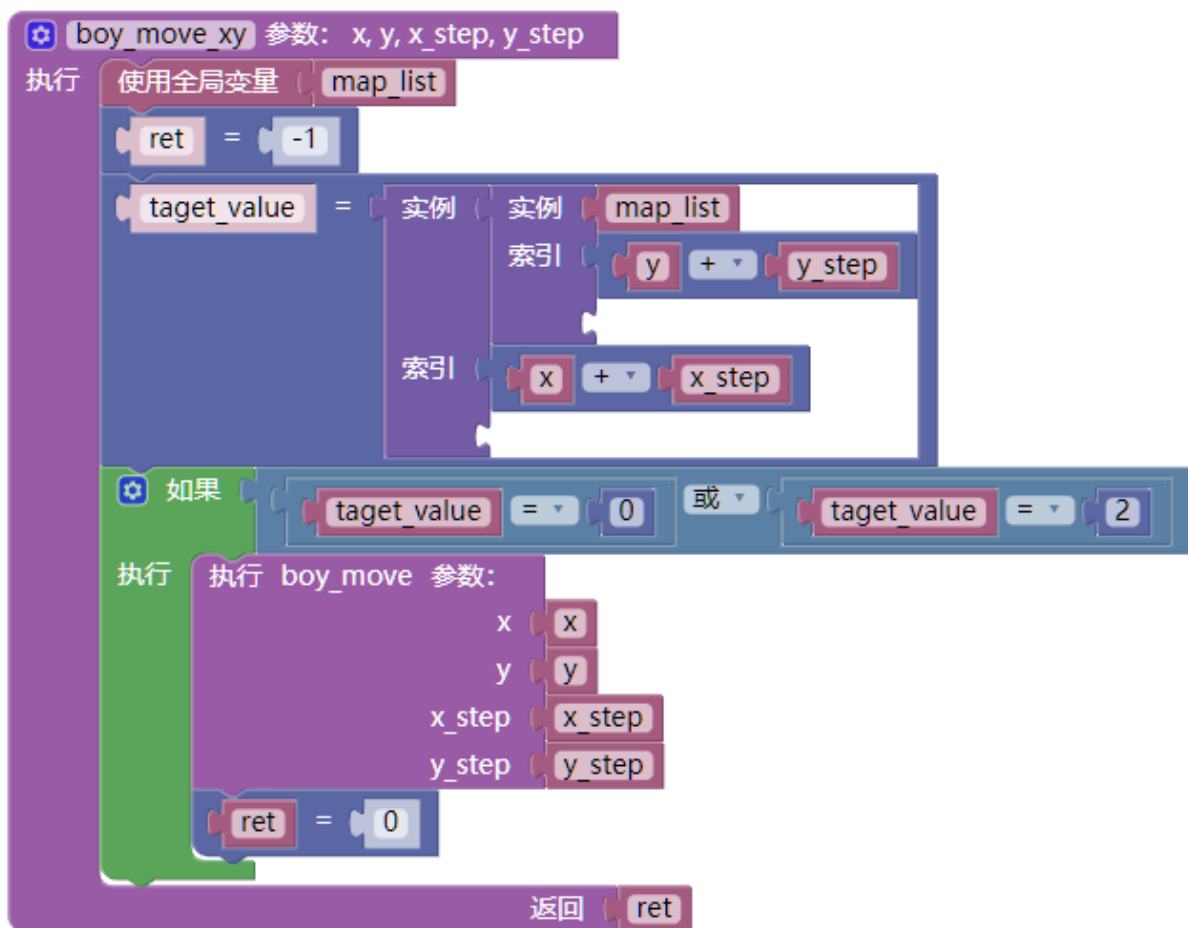 boy_move_xy 参数： x, y, x_step, y_step
执行 使用全局变量 map_list
ret = -1
taget_value = 实例 实例 map_list
索引 y + y_step
索引 x + x_step
如果 taget_value = 0 或 taget_value = 2
执行 执行 boy_move 参数：
x x
y y
x_step x_step
y_step y_step
ret = 0
返回 ret